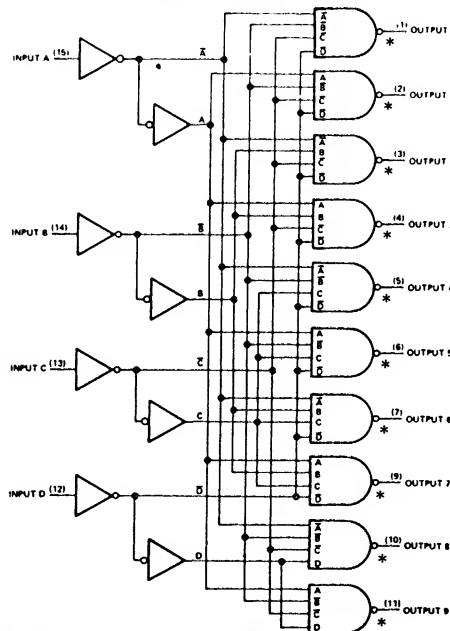 A̅
B̅
C̅
D̅
(1) OUTPUT
*
INPUT A (15)
A̅
A
B̅
C̅
D̅
(2) OUTPUT
*
A
A̅
B
C̅
D̅
(3) OUTPUT
*
A
B
C̅
D̅
(4) OUTPUT
*
INPUT B (14)
B̅
A̅
B̅
C
D̅
(5) OUTPUT 4
*
B
A
B̅
C
D̅
(6) OUTPUT 5
*
INPUT C (13)
C̅
A̅
B
C
D̅
(7) OUTPUT 6
*
C
A
B
C
D̅
(9) OUTPUT 7
*
INPUT D (12)
D̅
A̅
B̅
C̅
D
(10) OUTPUT 8
*
D
A
B̅
C̅
D
(11) OUTPUT 9
*